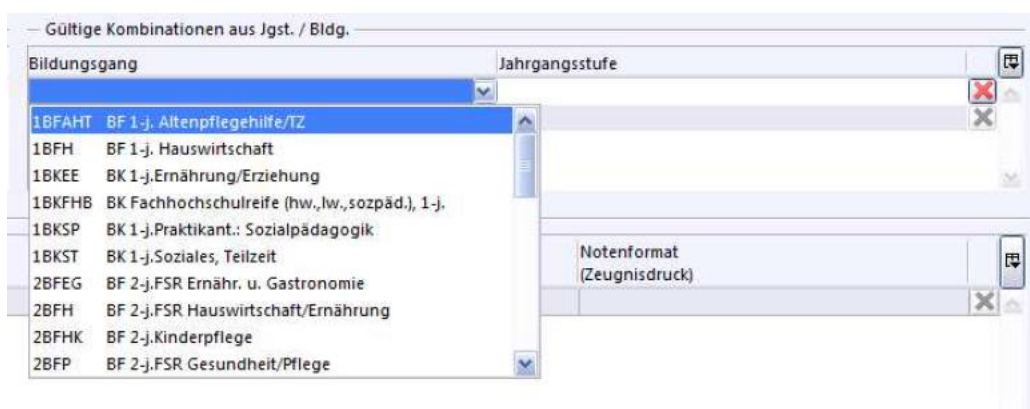 Gültige Kombinationen aus Jgst. / Bldg.
Bildungsgang Jahrgangsstufe
1BFAHT BF 1-j. Altenpflegehilfe/TZ
1BFH BF 1-j. Hauswirtschaft
1BKEE BK 1-j.Ernährung/Erziehung
1BKFHB BK Fachhochschulreife (hw.,lw.,sozpäd.), 1-j.
1BKSP BK 1-j.Praktikant.: Sozialpädagogik
1BKST BK 1-j.Soziales, Teilzeit
2BFEG BF 2-j.FSR Ernähr. u. Gastronomie
2BFH BF 2-j.FSR Hauswirtschaft/Ernährung
2BFHK BF 2-j.Kinderpflege
2BFP BF 2-j.FSR Gesundheit/Pflege
Notenformat
(Zeugnisdruck)